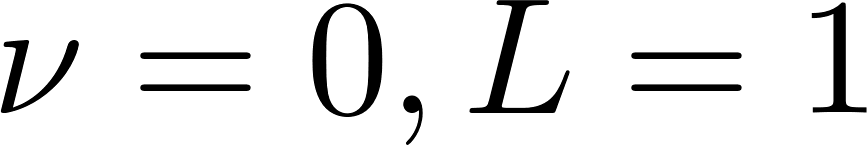 ν = 0, L = 1